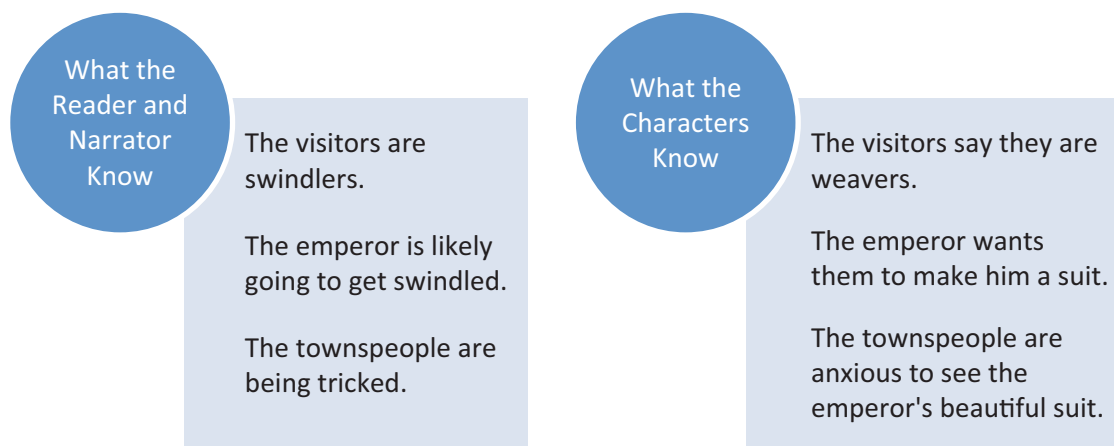 What the
Reader and
Narrator
Know
The visitors are
swindlers.
The emperor is likely
going to get swindled.
The townspeople are
being tricked.
What the
Characters
Know
The visitors say they are
weavers.
The emperor wants
them to make him a suit.
The townspeople are
anxious to see the
emperor's beautiful suit.